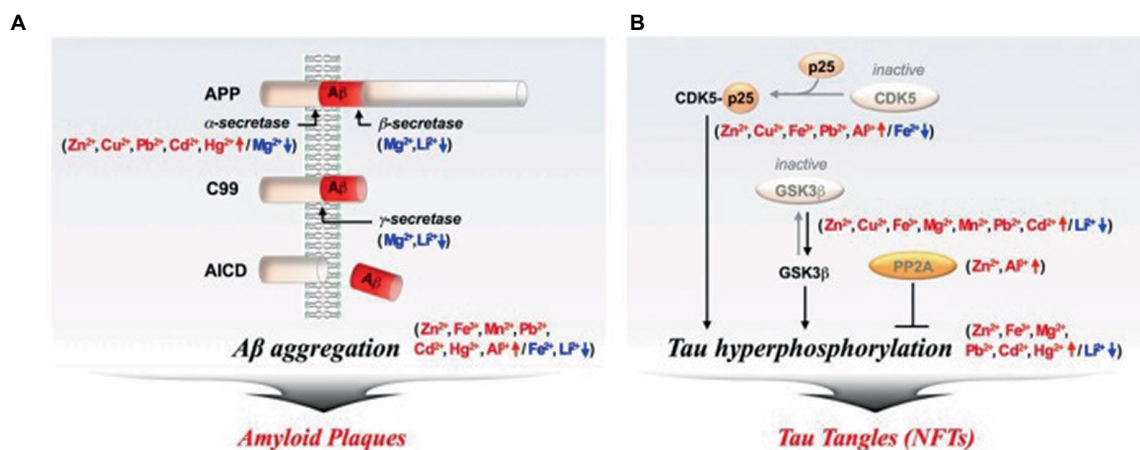 A
APP
Aβ
α-secretase
β-secretase
(Zn²⁺, Cu²⁺, Pb²⁺, Cd²⁺, Hg²⁺↑/Mg²⁺↓)
(Mg²⁺, Li²⁺↓)
C99
Aβ
γ-secretase
(Mg²⁺, Li²⁺↓)
AICD
Aβ
Aβ aggregation
(Zn²⁺, Fe³⁺, Mn²⁺, Pb²⁺,
Cd²⁺, Hg²⁺, Al³⁺↑/Fe²⁺, Li²⁺↓)
Amyloid Plaques
B
p25
inactive
CDK5-p25
CDK5
(Zn²⁺, Cu²⁺, Fe³⁺, Pb²⁺, Al³⁺↑/Fe²⁺↓)
inactive
GSK3β
(Zn²⁺, Cu²⁺, Fe³⁺, Mg²⁺, Mn²⁺, Pb²⁺, Cd²⁺↑/Li²⁺↓)
GSK3β
PP2A
(Zn²⁺, Al³⁺↑)
Tau hyperphosphorylation
(Zn²⁺, Fe³⁺, Mg²⁺,
Pb²⁺, Cd²⁺, Hg²⁺↑/Li²⁺↓)
Tau Tangles (NFTs)